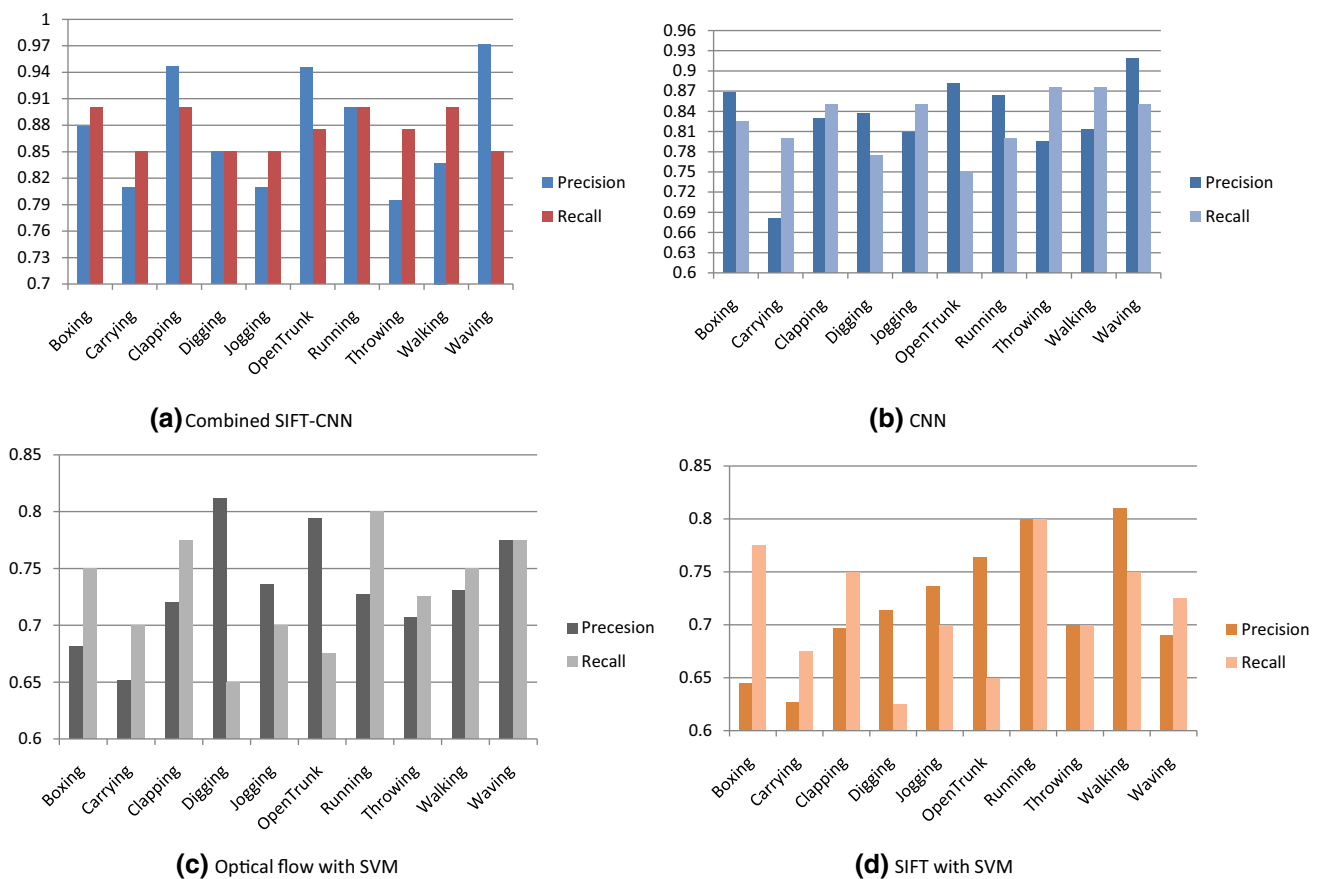 1
0.97
0.94
0.91
0.88
0.85
0.82
0.79
0.76
0.73
0.7
Boxing
Carrying
Clapping
Digging
Jogging
OpenTrunk
Running
Throwing
Walking
Waving
Precision
Recall
(a) Combined SIFT-CNN
0.96
0.93
0.9
0.87
0.84
0.81
0.78
0.75
0.72
0.69
0.66
0.63
0.6
Boxing
Carrying
Clapping
Digging
Jogging
OpenTrunk
Running
Throwing
Walking
Waving
Precision
Recall
(b) CNN
0.85
0.8
0.75
0.7
0.65
0.6
Boxing
Carrying
Clapping
Digging
Jogging
OpenTrunk
Running
Throwing
Walking
Waving
Precesion
Recall
(c) Optical flow with SVM
0.85
0.8
0.75
0.7
0.65
0.6
Boxing
Carrying
Clapping
Digging
Jogging
OpenTrunk
Running
Throwing
Walking
Waving
Precision
Recall
(d) SIFT with SVM